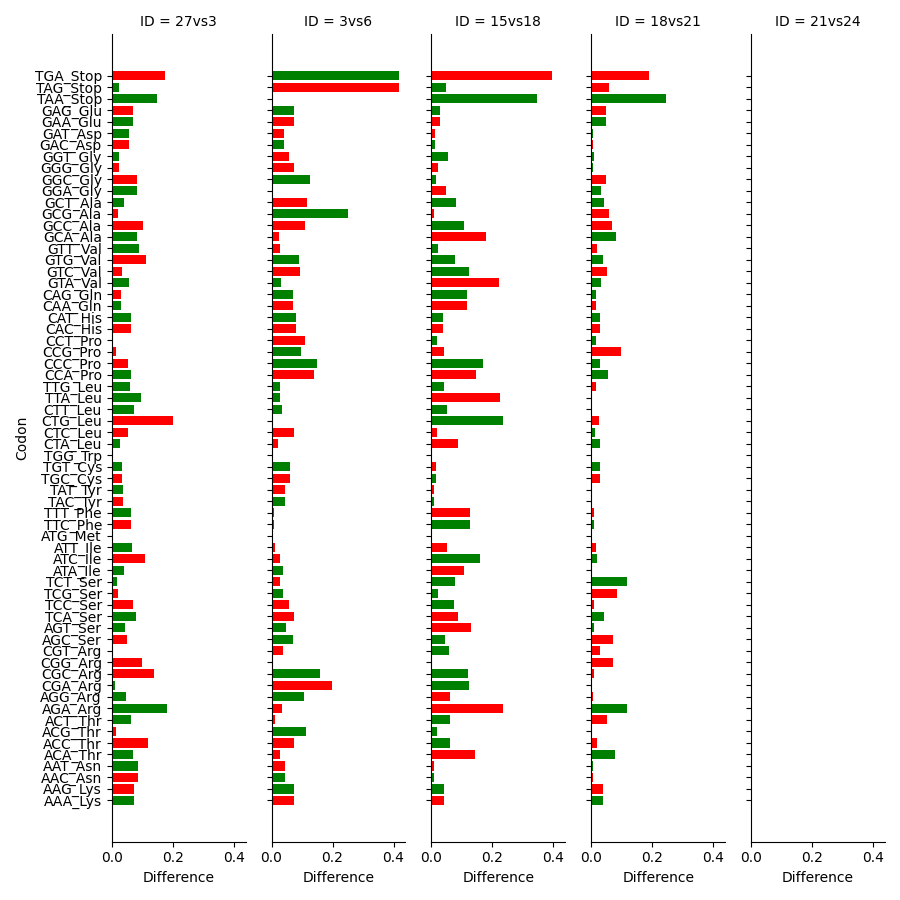 ID = 27vs3 ID = 3vs6 ID = 15vs18 ID = 18vs21 ID = 21vs24
Codon
TGA_Stop
TAG_Stop
TAA_Stop
GAG_Glu
GAA_Glu
GAT_Asp
GAC_Asp
GGT_Gly
GGG_Gly
GGC_Gly
GGA_Gly
GCT_Ala
GCG_Ala
GCC_Ala
GCA_Ala
GTT_Val
GTG_Val
GTC_Val
GTA_Val
CAG_Gln
CAA_Gln
CAT_His
CAC_His
CCT_Pro
CCG_Pro
CCC_Pro
CCA_Pro
TTG_Leu
TTA_Leu
CTT_Leu
CTG_Leu
CTC_Leu
CTA_Leu
TGG_Trp
TGT_Cys
TGC_Cys
TAT_Tyr
TAC_Tyr
TTT_Phe
TTC_Phe
ATG_Met
ATT_Ile
ATC_Ile
ATA_Ile
TCT_Ser
TCG_Ser
TCC_Ser
TCA_Ser
AGT_Ser
AGC_Ser
CGT_Arg
CGG_Arg
CGC_Arg
CGA_Arg
AGG_Arg
AGA_Arg
ACT_Thr
ACG_Thr
ACC_Thr
ACA_Thr
AAT_Asn
AAC_Asn
AAG_Lys
AAA_Lys
0.0 0.2 0.4 0.0 0.2 0.4 0.0 0.2 0.4 0.0 0.2 0.4 0.0 0.2 0.4
Difference Difference Difference Difference Difference